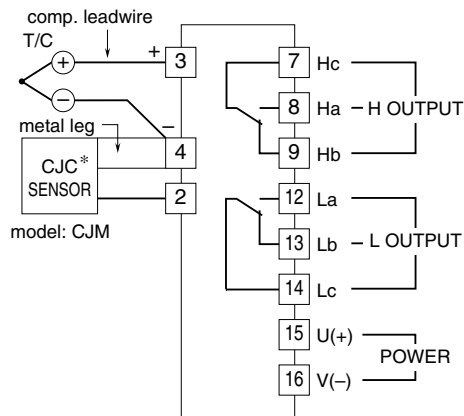 comp. leadwire
T/C
+
–
+
–
3
metal leg
4
CJC*
SENSOR
2
model: CJM
7 Hc
8 Ha H OUTPUT
9 Hb
12 La
13 Lb L OUTPUT
14 Lc
15 U(+)
POWER
16 V(–)